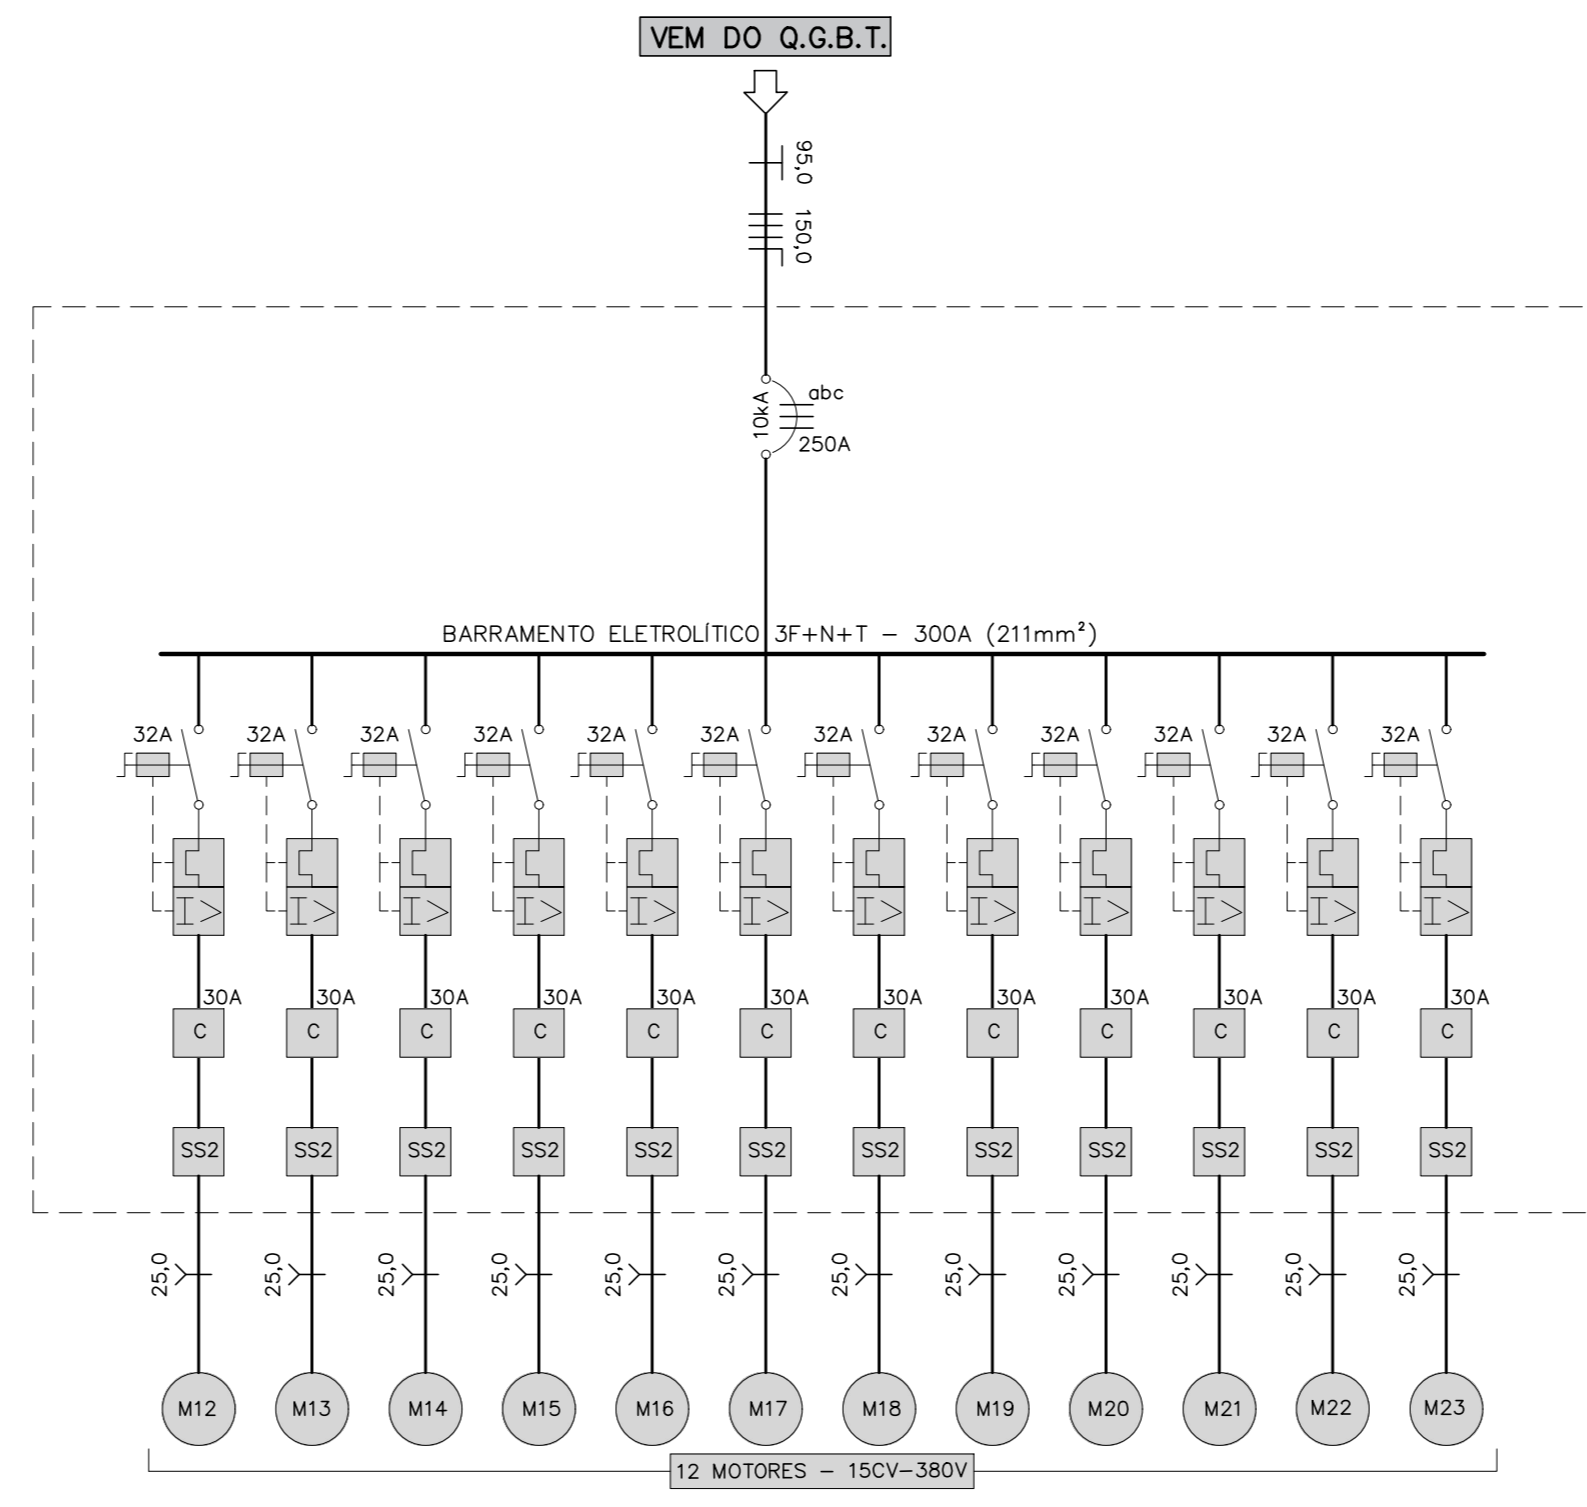 VEM DO Q.G.B.T.
95,0
150,0
abc
10kA
250A
BARRAMENTO ELETROLÍTICO 3F+N+T - 300A (211mm²)
32A 32A 32A 32A 32A 32A 32A 32A 32A 32A 32A 32A
I> I> I> I> I> I> I> I> I> I> I> I>
30A 30A 30A 30A 30A 30A 30A 30A 30A 30A 30A 30A
C C C C C C C C C C C C
SS2 SS2 SS2 SS2 SS2 SS2 SS2 SS2 SS2 SS2 SS2 SS2
25,0 25,0 25,0 25,0 25,0 25,0 25,0 25,0 25,0 25,0 25,0 25,0
M12 M13 M14 M15 M16 M17 M18 M19 M20 M21 M22 M23
12 MOTORES - 15CV-380V